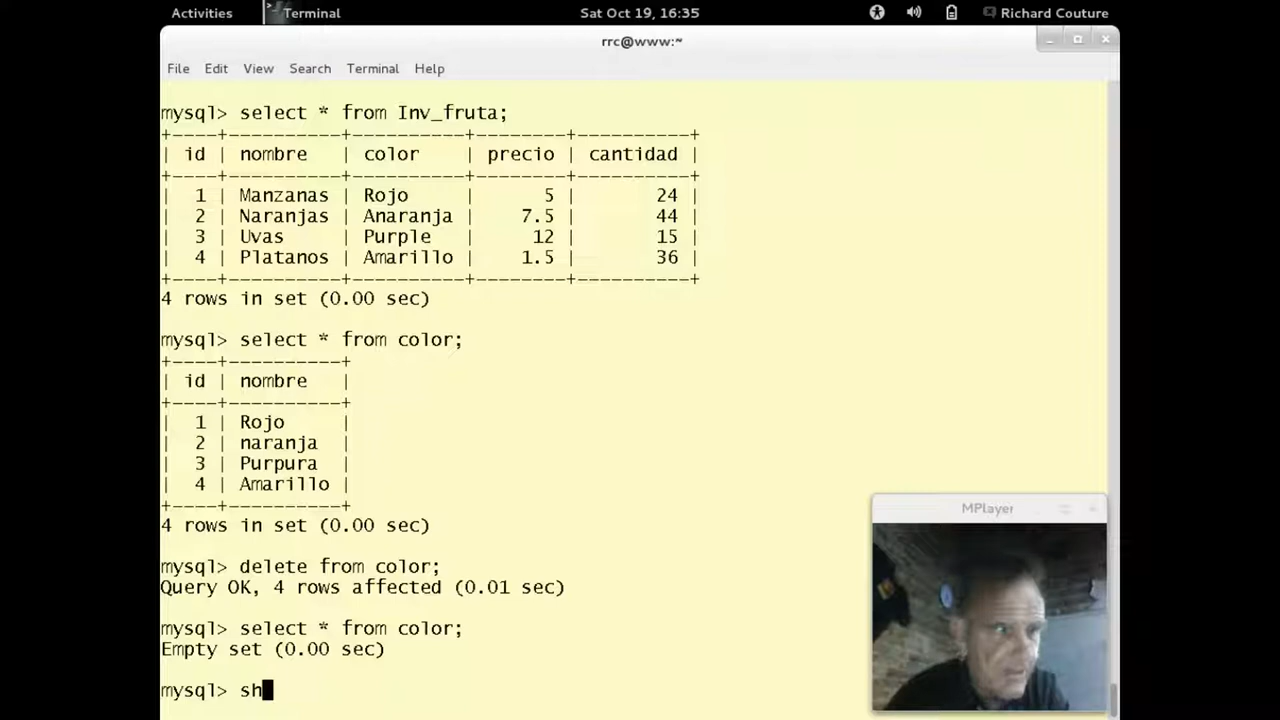 Activities Terminal Sat Oct 19, 16:35 Richard Couture
rrc@www:~
File Edit View Search Terminal Help
mysql> select * from Inv_fruta;
+----+----------+----------+--------+----------+
| id | nombre | color | precio | cantidad |
+----+----------+----------+--------+----------+
| 1 | Manzanas | Rojo | 5 | 24 |
| 2 | Naranjas | Anaranja | 7.5 | 44 |
| 3 | Uvas | Purple | 12 | 15 |
| 4 | Platanos | Amarillo | 1.5 | 36 |
+----+----------+----------+--------+----------+
4 rows in set (0.00 sec)
mysql> select * from color;
+----+----------+
| id | nombre |
+----+----------+
| 1 | Rojo |
| 2 | naranja |
| 3 | Purpura |
| 4 | Amarillo |
+----+----------+
4 rows in set (0.00 sec)
mysql> delete from color;
Query OK, 4 rows affected (0.01 sec)
mysql> select * from color;
Empty set (0.00 sec)
mysql> sh
MPlayer